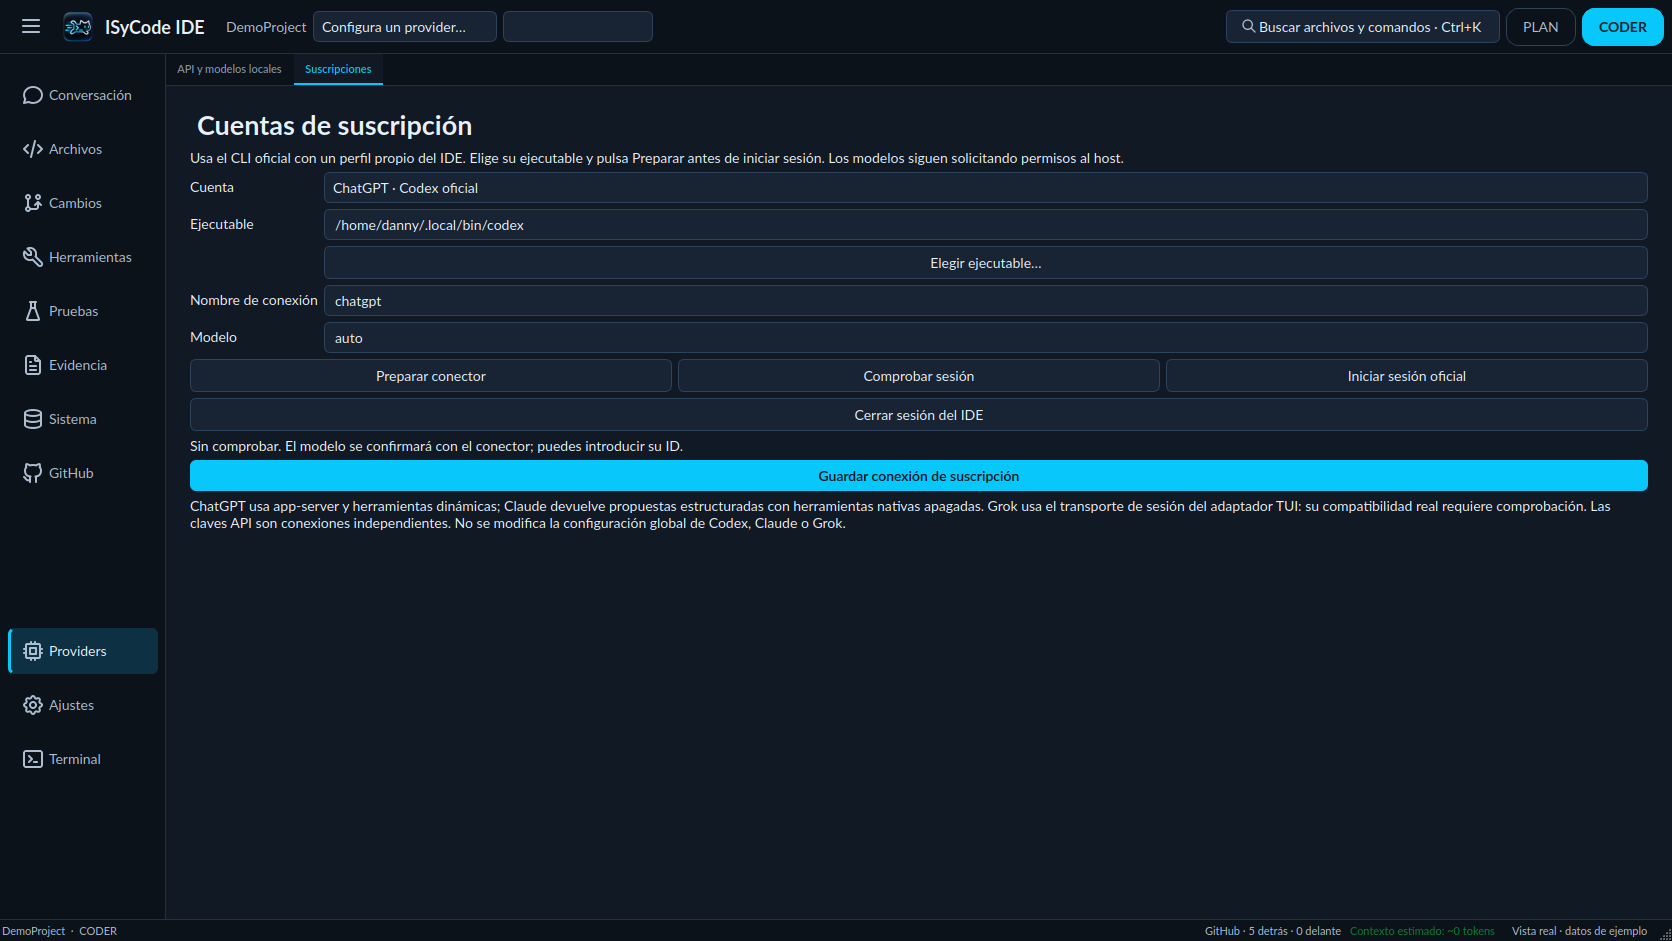 ISyCode IDE
DemoProject
Configura un provider...
Buscar archivos y comandos · Ctrl+K
PLAN
CODER
API y modelos locales
Suscripciones
Conversación
Archivos
Cambios
Herramientas
Pruebas
Evidencia
Sistema
GitHub
Providers
Ajustes
Terminal
Cuentas de suscripción
Usa el CLI oficial con un perfil propio del IDE. Elige su ejecutable y pulsa Preparar antes de iniciar sesión. Los modelos siguen solicitando permisos al host.
Cuenta
ChatGPT · Codex oficial
Ejecutable
/home/danny/.local/bin/codex
Elegir ejecutable...
Nombre de conexión
chatgpt
Modelo
auto
Preparar conector
Comprobar sesión
Iniciar sesión oficial
Cerrar sesión del IDE
Sin comprobar. El modelo se confirmará con el conector; puedes introducir su ID.
Guardar conexión de suscripción
ChatGPT usa app-server y herramientas dinámicas; Claude devuelve propuestas estructuradas con herramientas nativas apagadas. Grok usa el transporte de sesión del adaptador TUI: su compatibilidad real requiere comprobación. Las
claves API son conexiones independientes. No se modifica la configuración global de Codex, Claude o Grok.
DemoProject · CODER
GitHub · 5 detrás · 0 delante
Contexto estimado: ~0 tokens
Vista real · datos de ejemplo